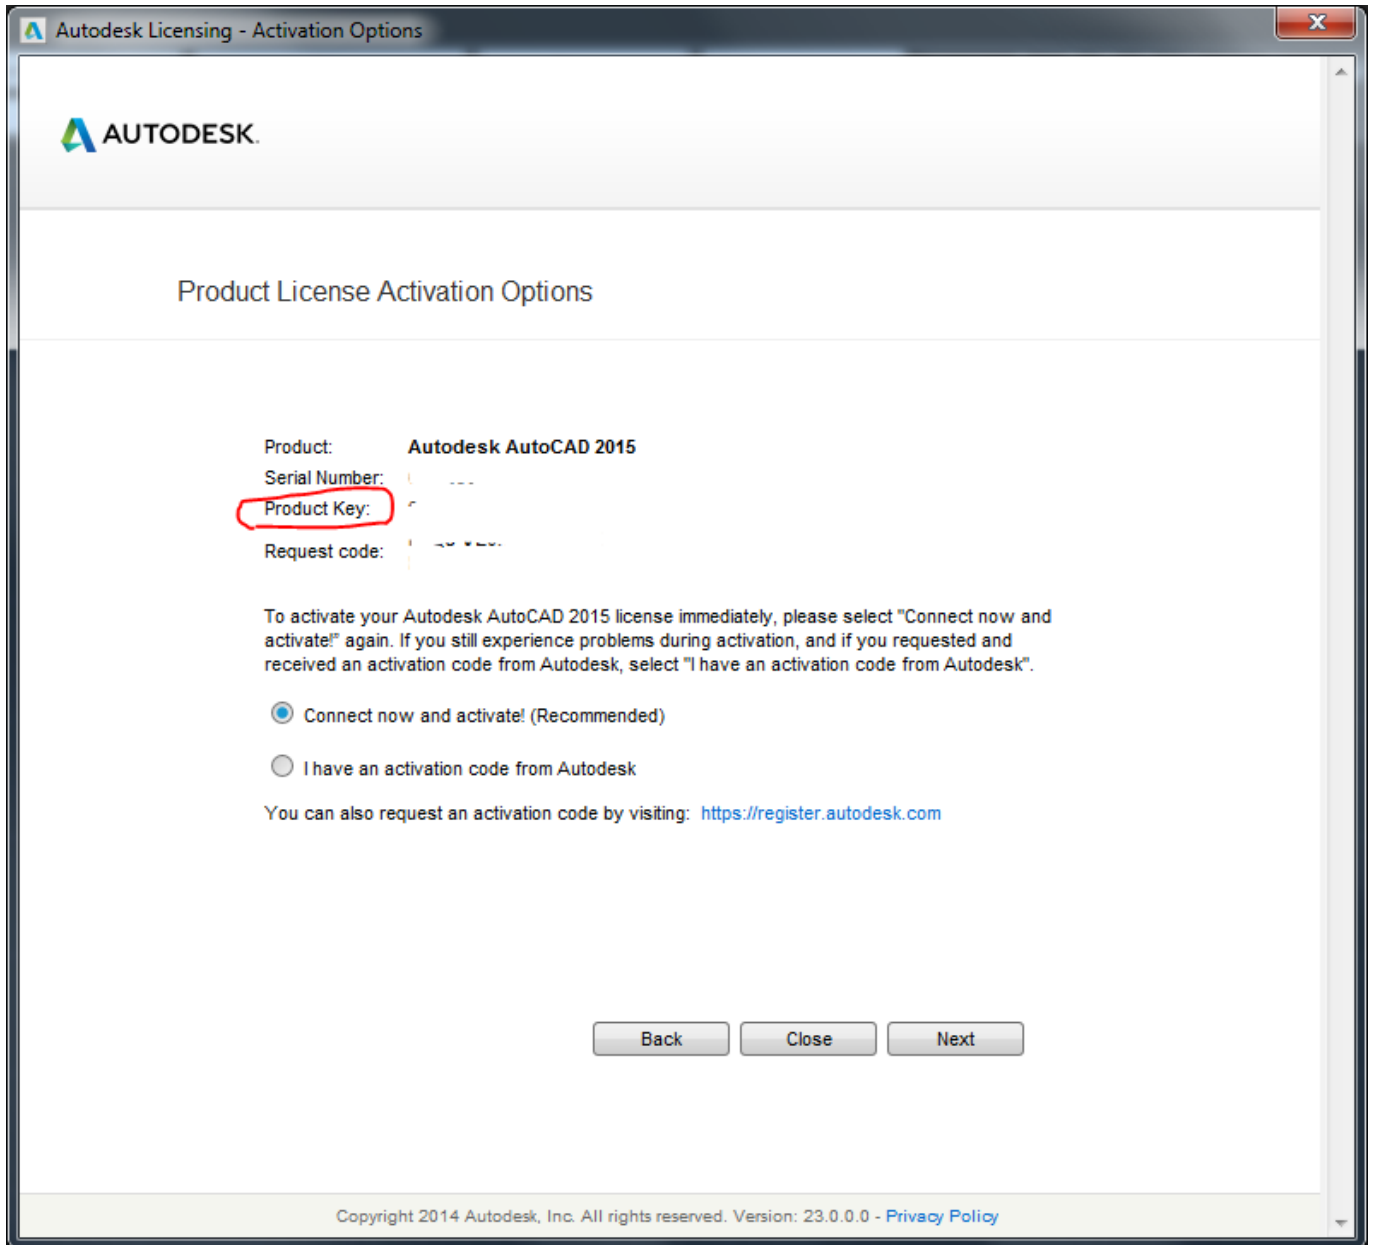 Autodesk Licensing - Activation Options
AUTODESK.
Product License Activation Options
Product: Autodesk AutoCAD 2015
Serial Number:
Product Key:
Request code:
To activate your Autodesk AutoCAD 2015 license immediately, please select "Connect now and
activate!" again. If you still experience problems during activation, and if you requested and
received an activation code from Autodesk, select "I have an activation code from Autodesk".
Connect now and activate! (Recommended)
I have an activation code from Autodesk
You can also request an activation code by visiting: https://register.autodesk.com
Back Close Next
Copyright 2014 Autodesk, Inc. All rights reserved. Version: 23.0.0.0 - Privacy Policy